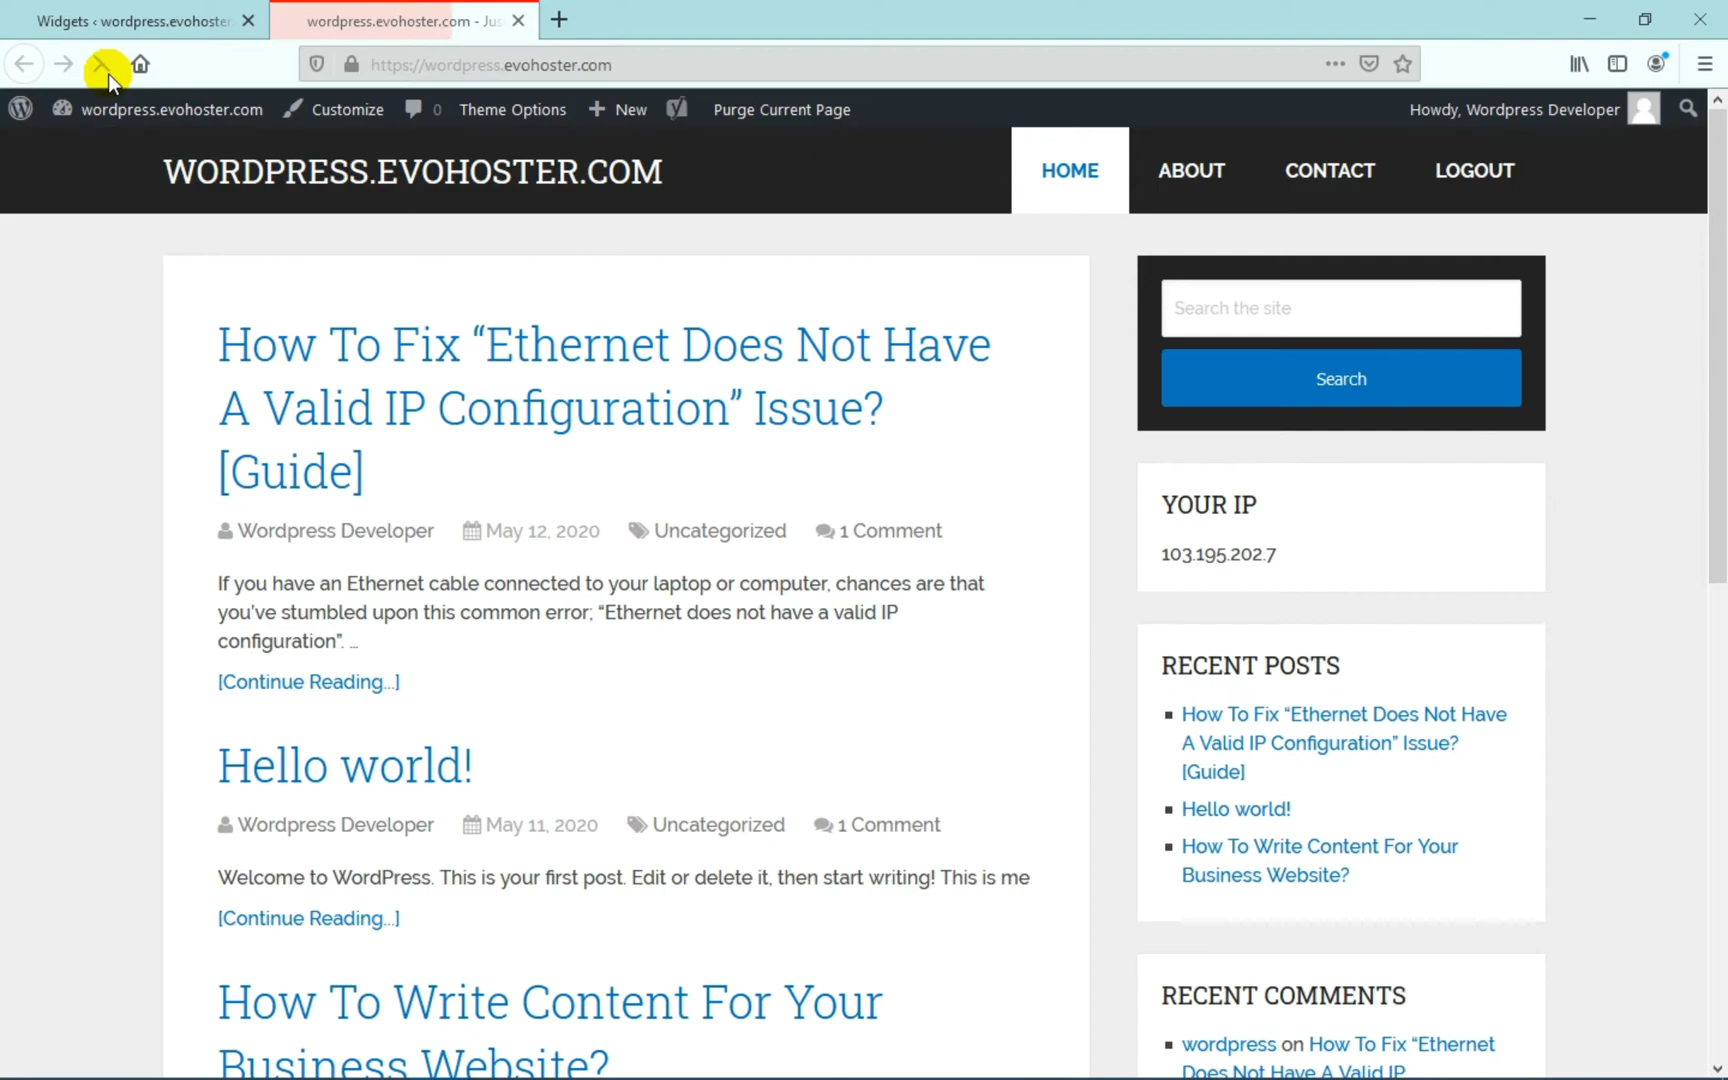 Widgets ‹ wordpress.evohoster
wordpress.evohoster.com - Jus
https://wordpress.evohoster.com
wordpress.evohoster.com
Customize
0
Theme Options
New
Purge Current Page
Howdy, Wordpress Developer
WORDPRESS.EVOHOSTER.COM
HOME
ABOUT
CONTACT
LOGOUT
How To Fix “Ethernet Does Not Have
A Valid IP Configuration” Issue?
[Guide]
Wordpress Developer
May 12, 2020
Uncategorized
1 Comment
If you have an Ethernet cable connected to your laptop or computer, chances are that
you’ve stumbled upon this common error; “Ethernet does not have a valid IP
configuration”. …
[Continue Reading...]
Hello world!
Wordpress Developer
May 11, 2020
Uncategorized
1 Comment
Welcome to WordPress. This is your first post. Edit or delete it, then start writing! This is me
[Continue Reading...]
How To Write Content For Your
Business Website?
Search the site
Search
YOUR IP
103.195.202.7
RECENT POSTS
How To Fix “Ethernet Does Not Have
A Valid IP Configuration” Issue?
[Guide]
Hello world!
How To Write Content For Your
Business Website?
RECENT COMMENTS
wordpress on How To Fix “Ethernet
Does Not Have A Valid IP